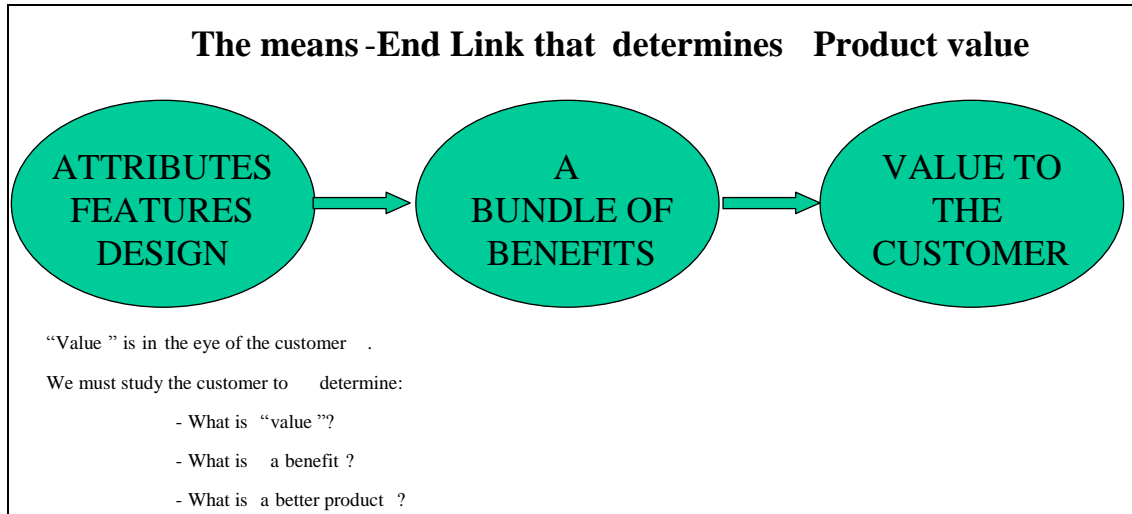 The means-End Link that determines Product value
ATTRIBUTES
FEATURES
DESIGN
A
BUNDLE OF
BENEFITS
VALUE TO
THE
CUSTOMER
“Value ” is in the eye of the customer .
We must study the customer to determine:
- What is “value ”?
- What is a benefit ?
- What is a better product ?